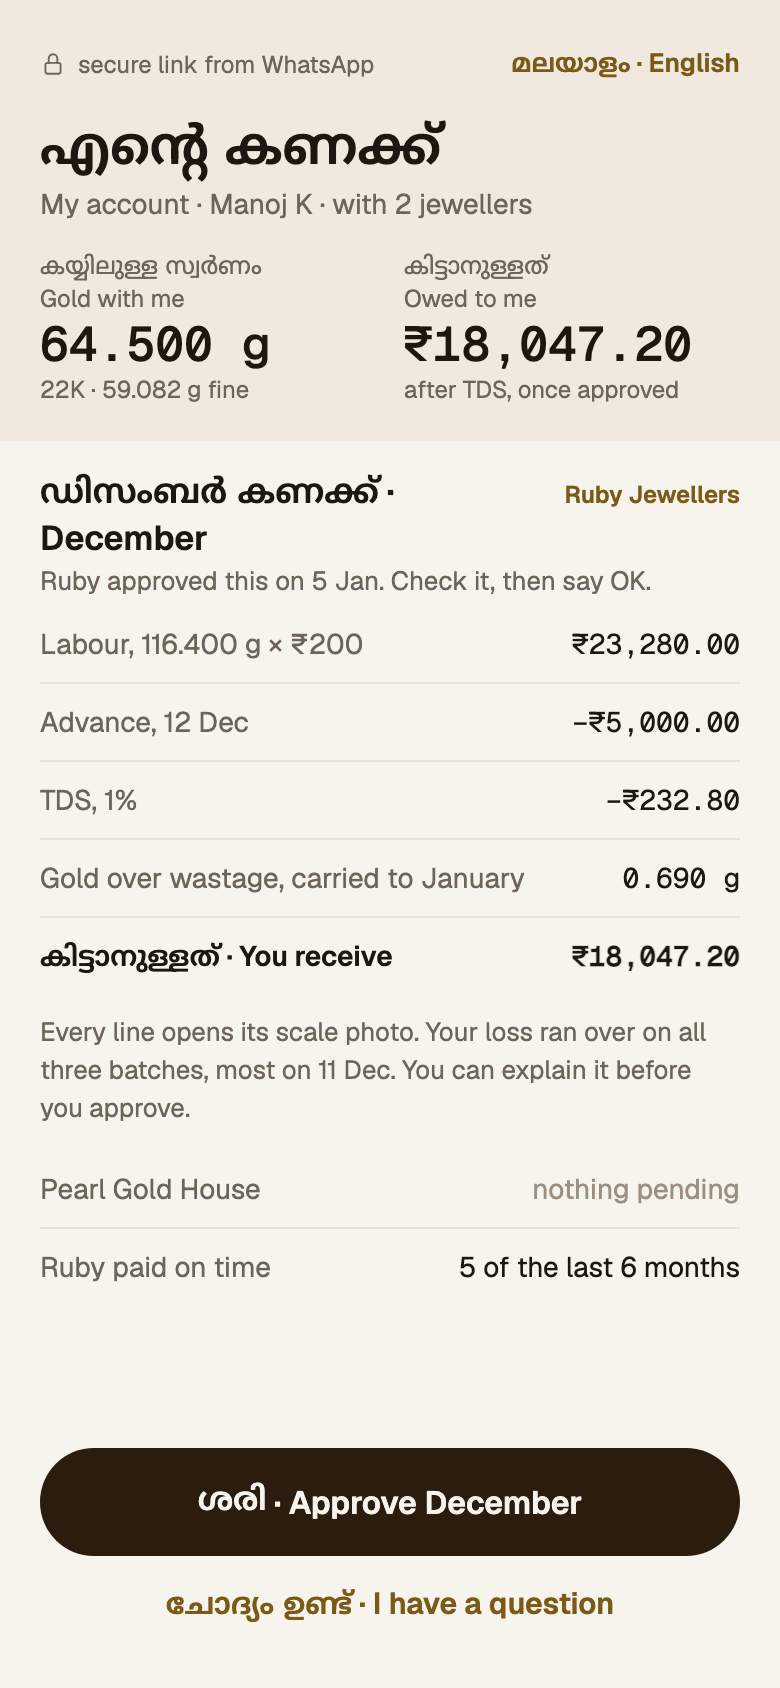 secure link from WhatsApp
മലയാളം · English
എന്റെ കണക്ക്
My account · Manoj K · with 2 jewellers
കയ്യിലുള്ള സ്വർണം
Gold with me
64.500 g
22K · 59.082 g fine
കിട്ടാനുള്ളത്
Owed to me
₹18,047.20
after TDS, once approved
ഡിസംബർ കണക്ക് ·
December
Ruby Jewellers
Ruby approved this on 5 Jan. Check it, then say OK.
Labour, 116.400 g × ₹200 ₹23,280.00
Advance, 12 Dec −₹5,000.00
TDS, 1% −₹232.80
Gold over wastage, carried to January 0.690 g
കിട്ടാനുള്ളത് · You receive ₹18,047.20
Every line opens its scale photo. Your loss ran over on all
three batches, most on 11 Dec. You can explain it before
you approve.
Pearl Gold House nothing pending
Ruby paid on time 5 of the last 6 months
ശരി · Approve December
ചോദ്യം ഉണ്ട് · I have a question